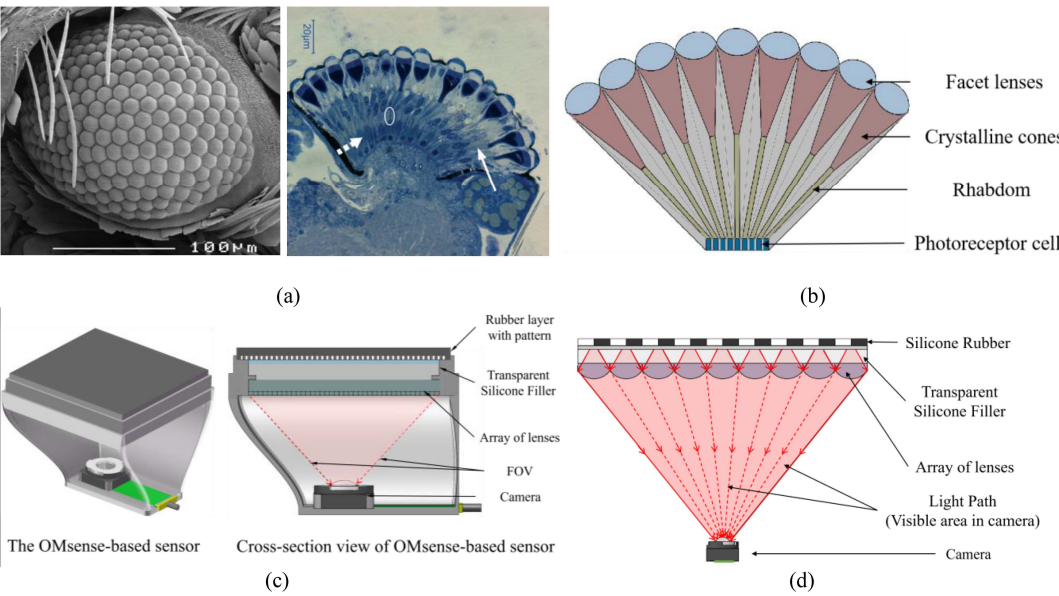 20µm
100µm
Facet lenses
Crystalline cones
Rhabdom
Photoreceptor cell
(a)
(b)
Rubber layer
with pattern
Transparent
Silicone Filler
Array of lenses
FOV
Camera
The OMsense-based sensor
Cross-section view of OMsense-based sensor
(c)
Silicone Rubber
Transparent
Silicone Filler
Array of lenses
Light Path
(Visible area in camera)
Camera
(d)